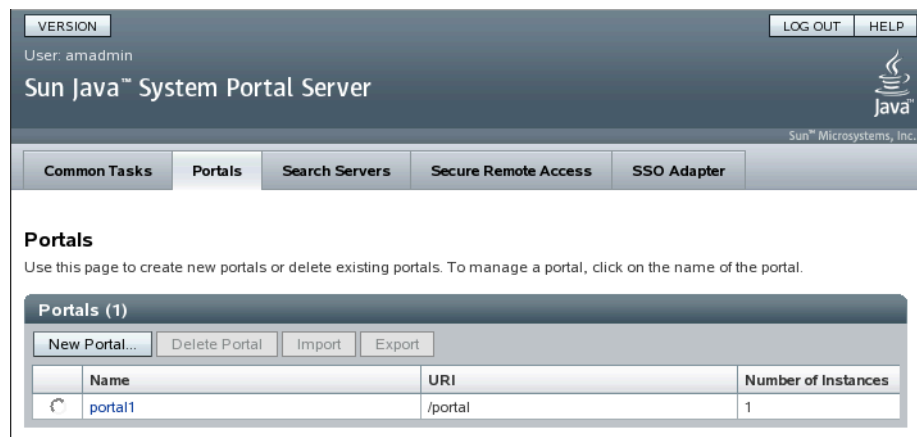 VERSION
LOG OUT HELP
User: amadmin
Sun Java™ System Portal Server
Java™
Sun™ Microsystems, Inc.
Common Tasks Portals Search Servers Secure Remote Access SSO Adapter
Portals
Use this page to create new portals or delete existing portals. To manage a portal, click on the name of the portal.
Portals (1)
New Portal... Delete Portal Import Export
Name URI Number of Instances
portal1 /portal 1